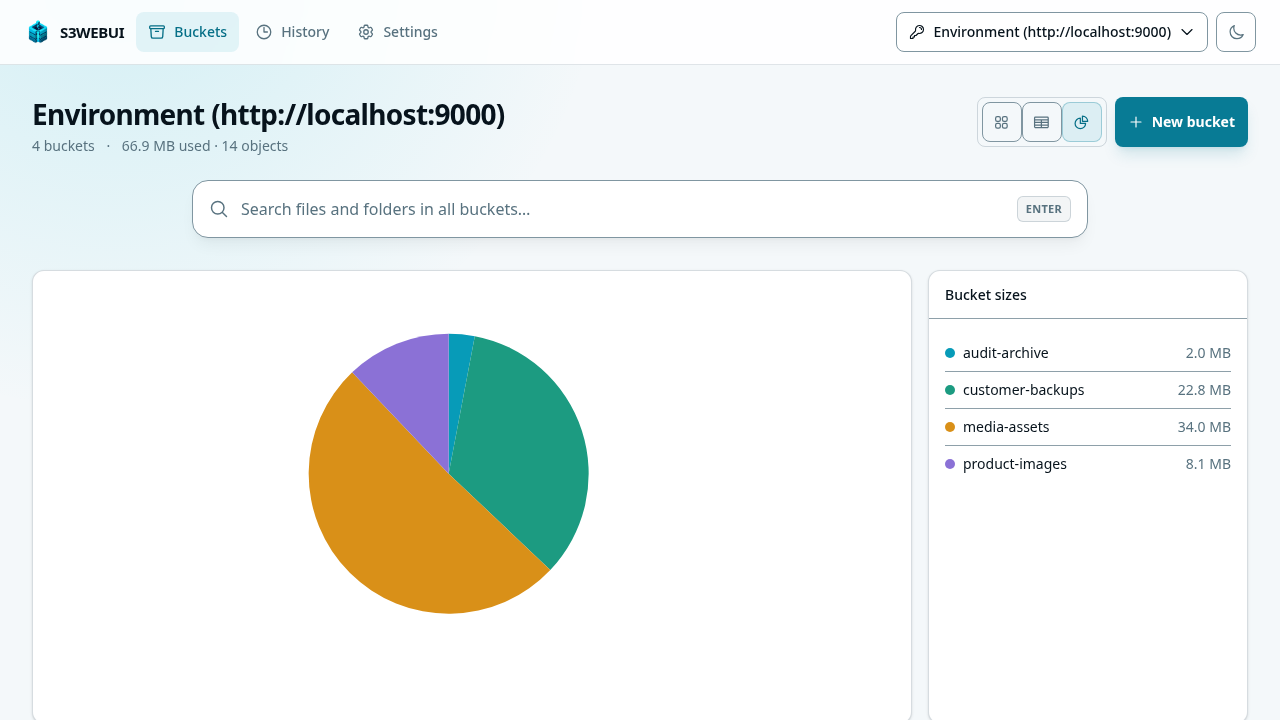 S3WEBUI
Buckets
History
Settings
Environment (http://localhost:9000)
Environment (http://localhost:9000)
4 buckets · 66.9 MB used · 14 objects
New bucket
Search files and folders in all buckets...
ENTER
Bucket sizes
audit-archive 2.0 MB
customer-backups 22.8 MB
media-assets 34.0 MB
product-images 8.1 MB